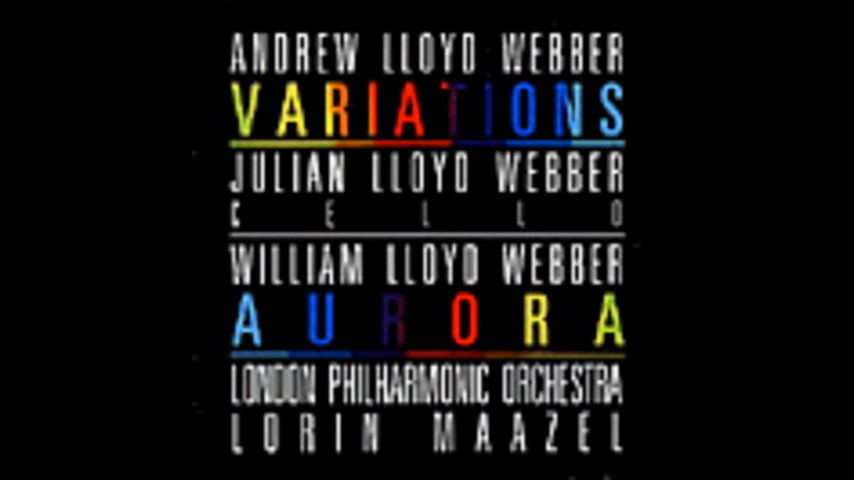 ANDREW LLOYD WEBBER
VARIATIONS
JULIAN LLOYD WEBBER
CELLO
WILLIAM LLOYD WEBBER
AURORA
LONDON PHILHARMONIC ORCHESTRA
LORIN MAAZEL